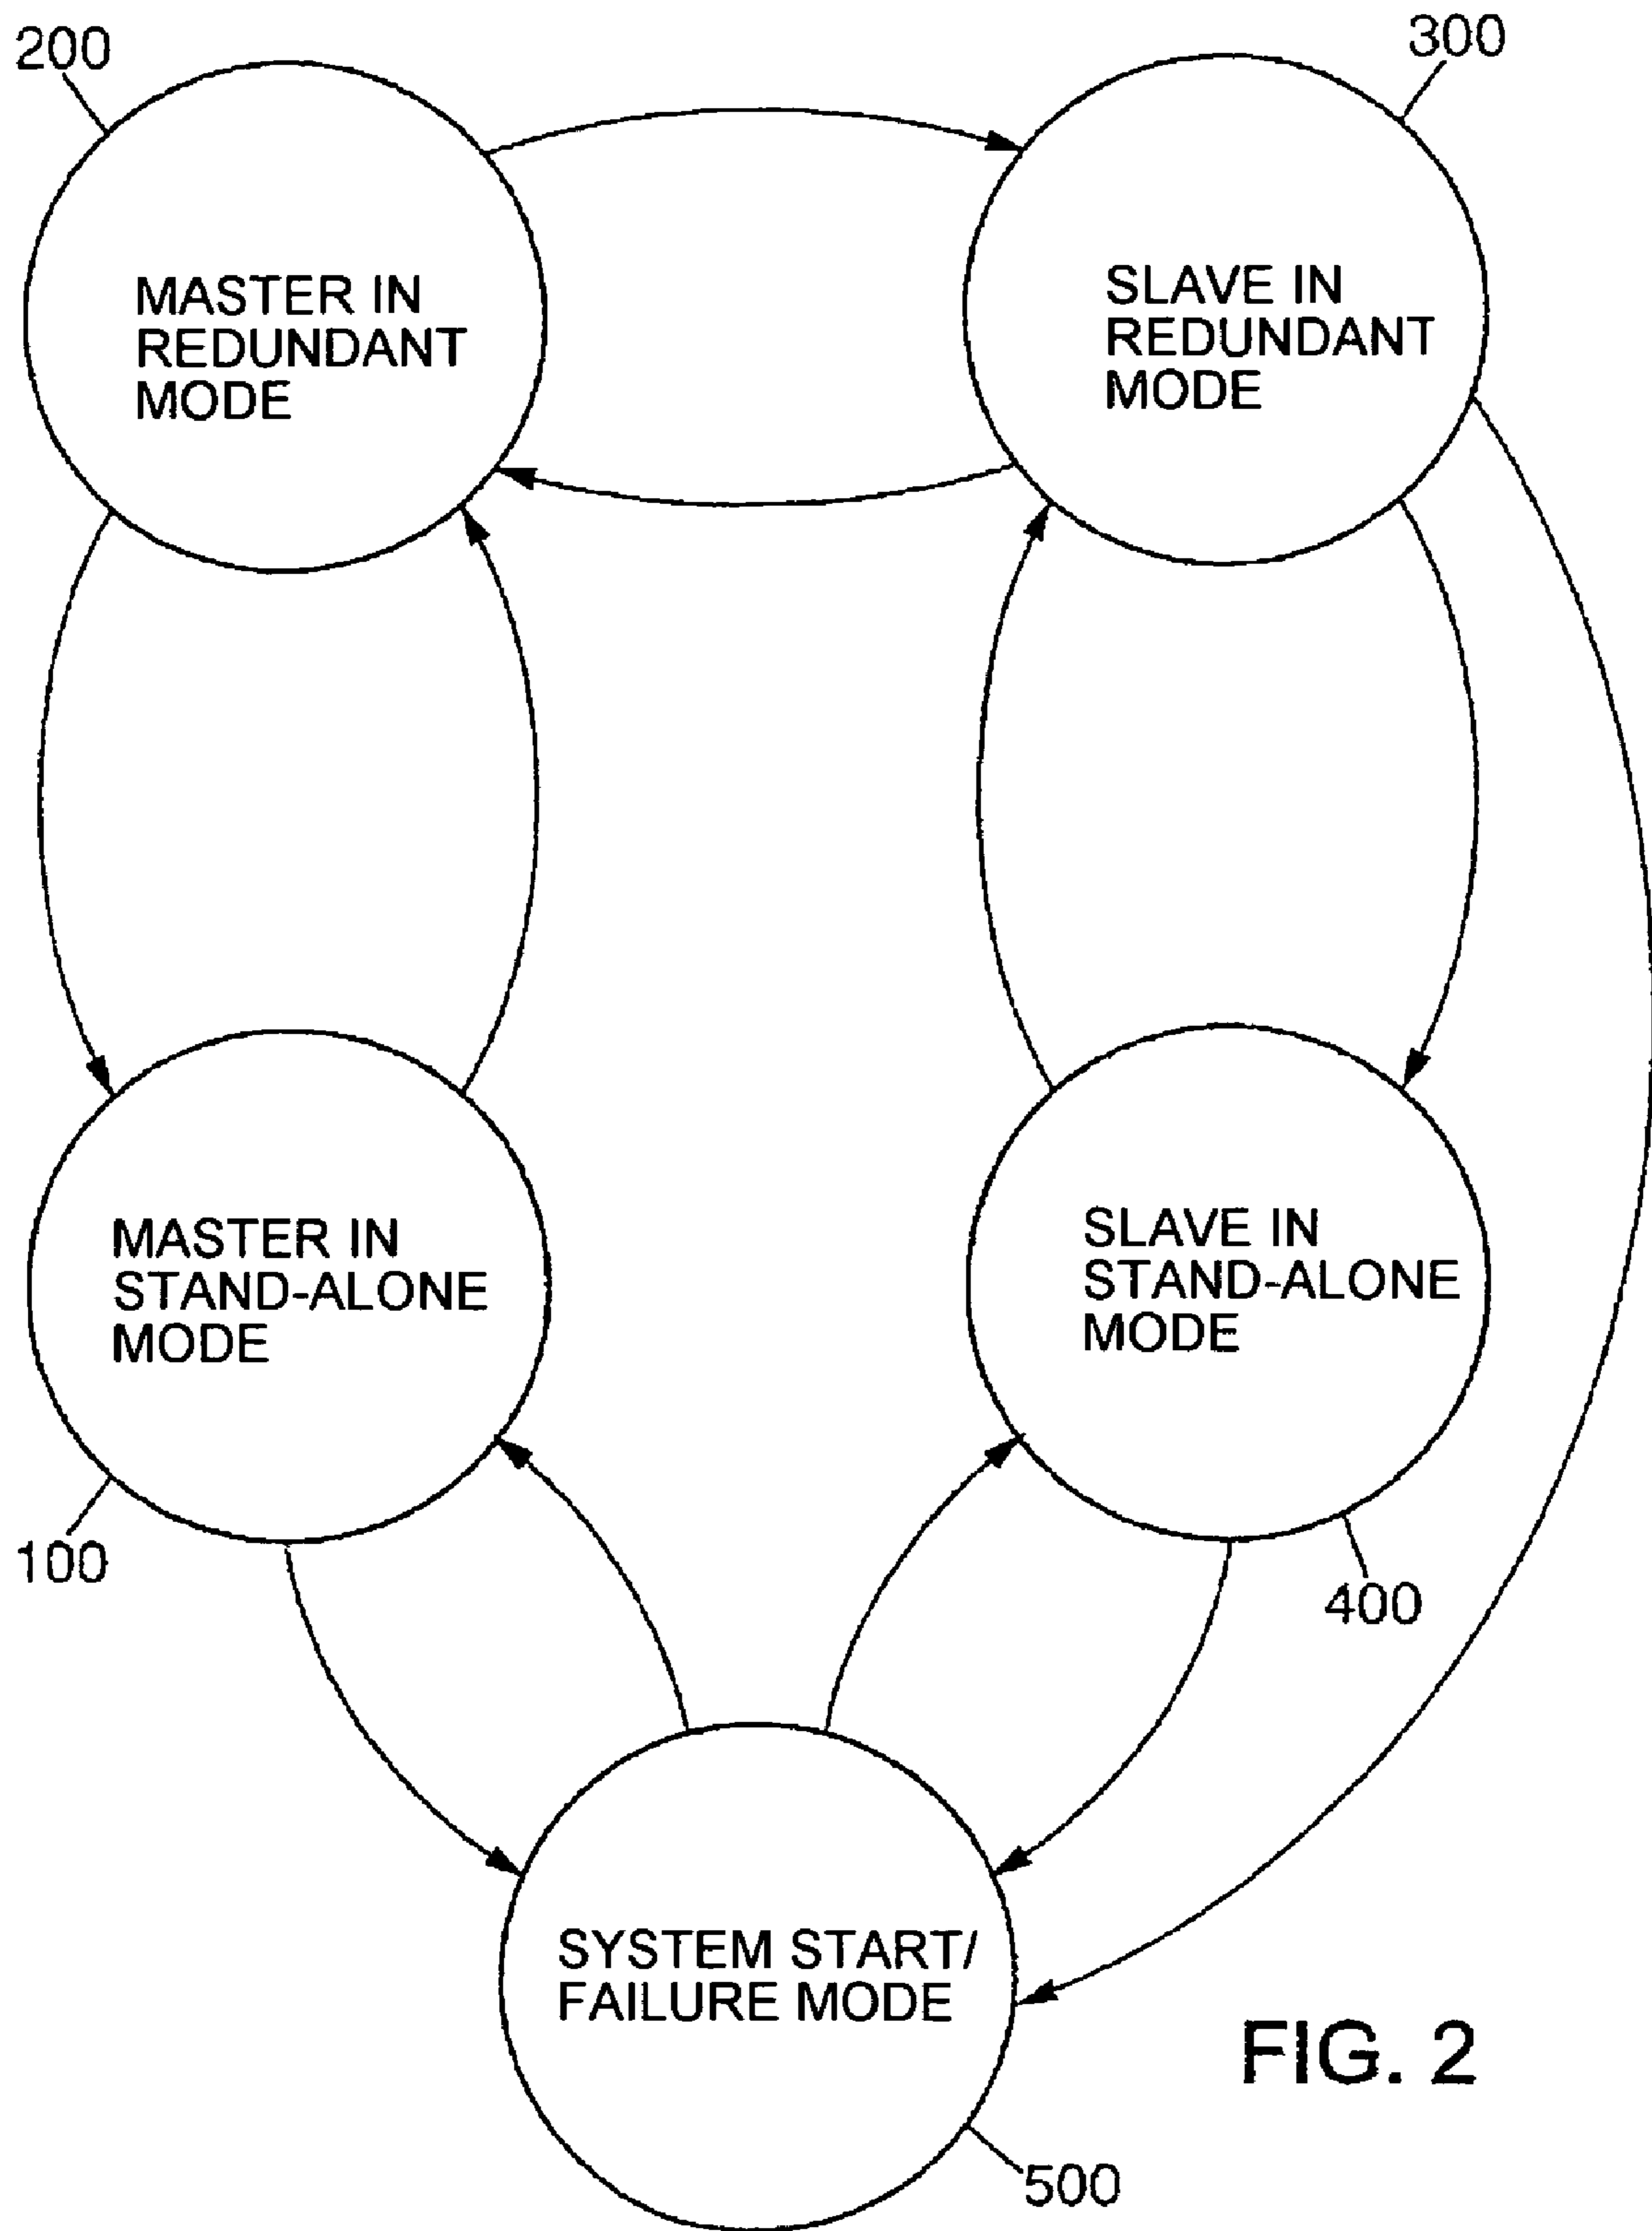 200
300
MASTER IN
REDUNDANT
MODE
SLAVE IN
REDUNDANT
MODE
MASTER IN
STAND-ALONE
MODE
SLAVE IN
STAND-ALONE
MODE
100
400
SYSTEM START/
FAILURE MODE
FIG. 2
500